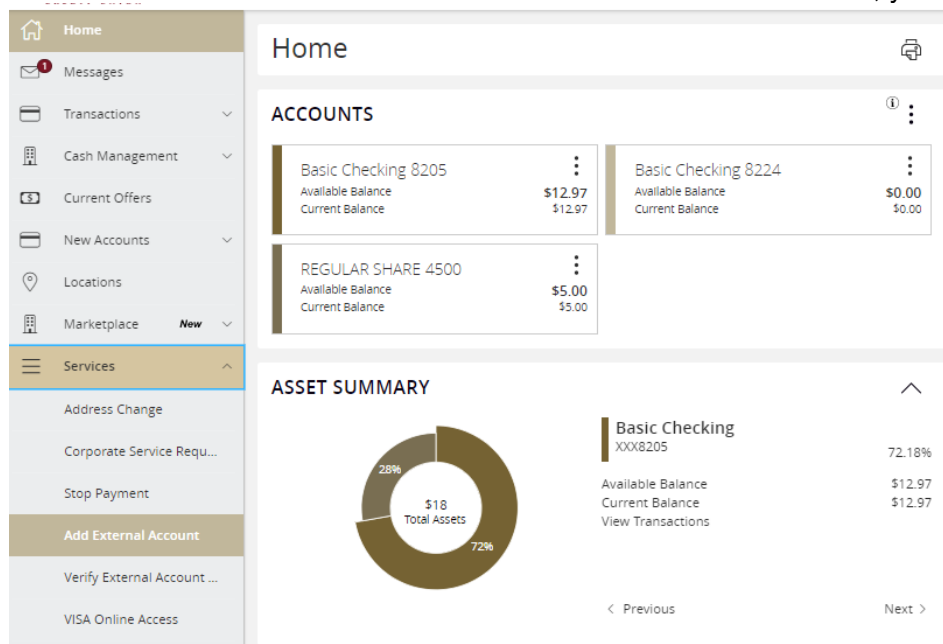 Home
Messages
1
Transactions
Cash Management
Current Offers
New Accounts
Locations
Marketplace New
Services
Address Change
Corporate Service Requ...
Stop Payment
Add External Account
Verify External Account ...
VISA Online Access
Home
ACCOUNTS
Basic Checking 8205
Available Balance $12.97
Current Balance $12.97
Basic Checking 8224
Available Balance $0.00
Current Balance $0.00
REGULAR SHARE 4500
Available Balance $5.00
Current Balance $5.00
ASSET SUMMARY
28%
$18
Total Assets
72%
Basic Checking
XXX8205
72.18%
Available Balance $12.97
Current Balance $12.97
View Transactions
< Previous
Next >